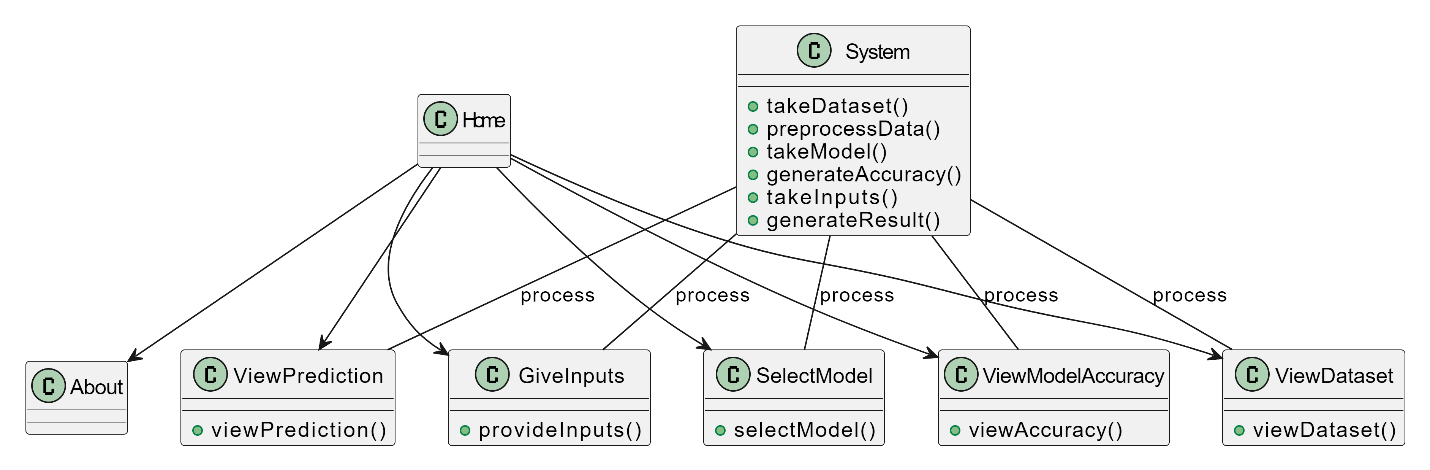 C System
takeDataset()
preprocessData()
takeModel()
generateAccuracy()
takeInputs()
generateResult()
C Home
process process process process process
C About
C ViewPrediction
viewPrediction()
C GiveInputs
provideInputs()
C SelectModel
selectModel()
C ViewModelAccuracy
viewAccuracy()
C ViewDataset
viewDataset()